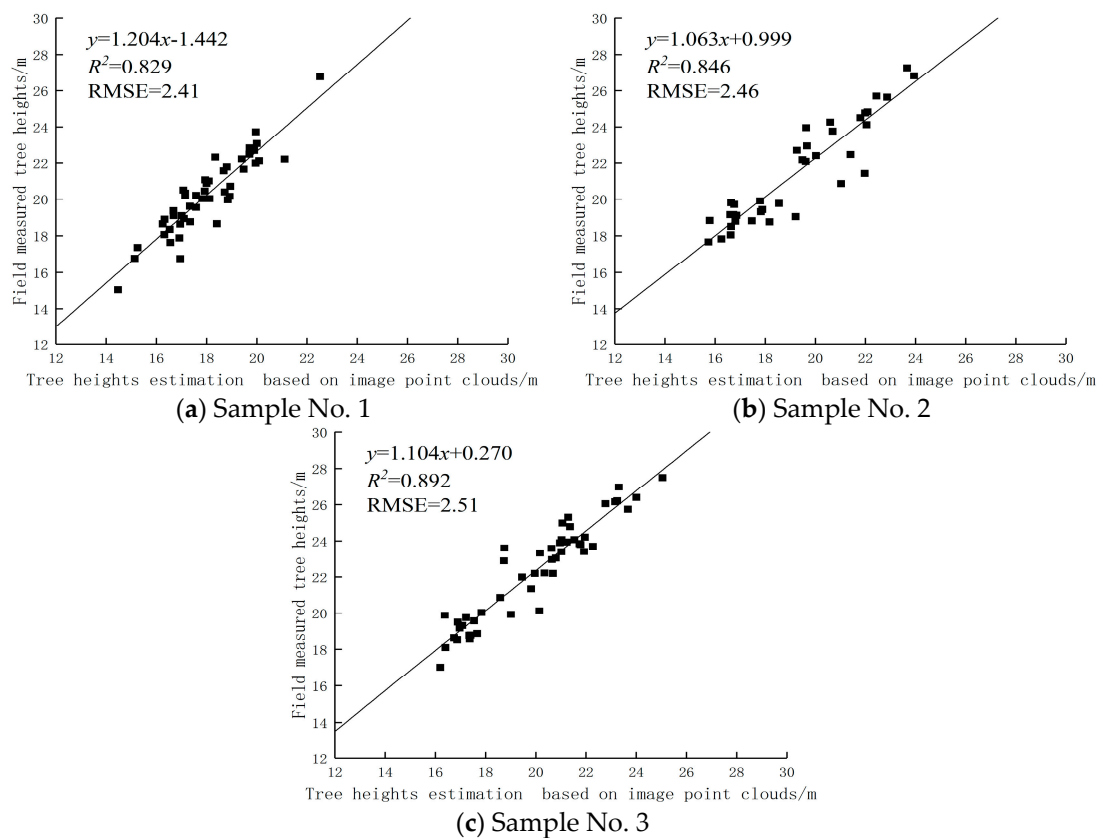 30
28
26
24
22
20
18
16
14
12
Field measured tree heights/m
y=1.204x-1.442
R²=0.829
RMSE=2.41
12 14 16 18 20 22 24 26 28 30
Tree heights estimation based on image point clouds/m
(a) Sample No. 1
30
28
26
24
22
20
18
16
14
12
Field measured tree heights/m
y=1.063x+0.999
R²=0.846
RMSE=2.46
12 14 16 18 20 22 24 26 28 30
Tree heights estimation based on image point clouds/m
(b) Sample No. 2
30
28
26
24
22
20
18
16
14
12
Field measured tree heights/m
y=1.104x+0.270
R²=0.892
RMSE=2.51
12 14 16 18 20 22 24 26 28 30
Tree heights estimation based on image point clouds/m
(c) Sample No. 3